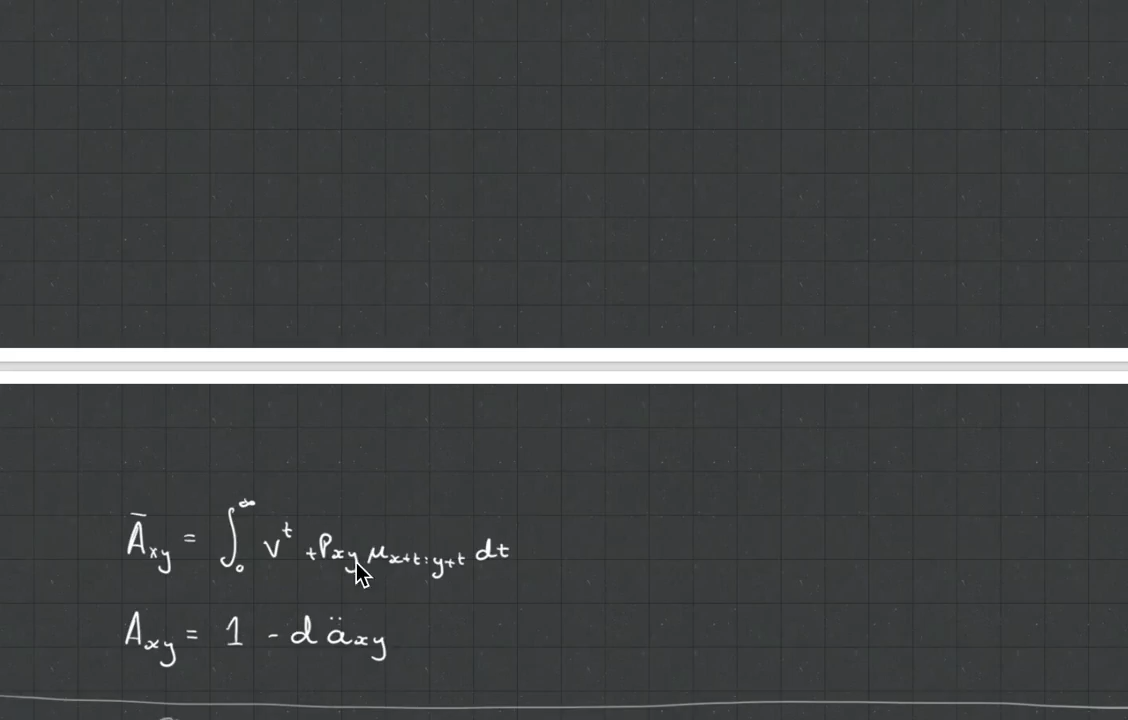 Ā_xy = ∫_0^∞ v^t _tP_xy μ_x+t:y+t dt
A_xy = 1 - d ä_xy